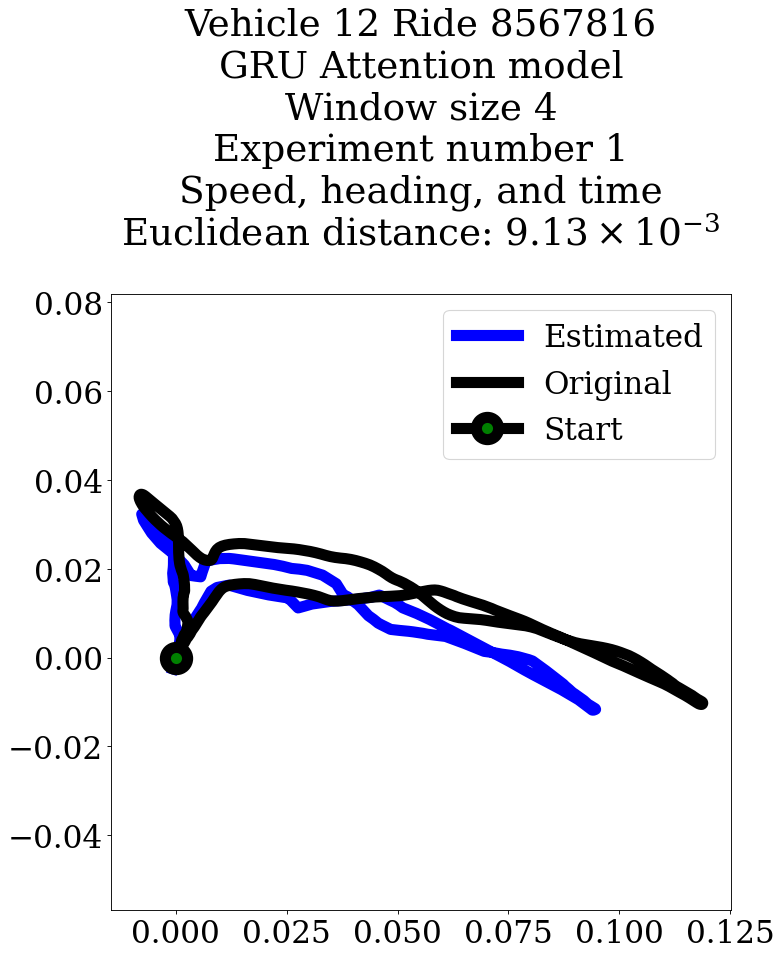 Vehicle 12 Ride 8567816
GRU Attention model
Window size 4
Experiment number 1
Speed, heading, and time
Euclidean distance: 9.13 × 10⁻³
0.08
0.06
0.04
0.02
0.00
−0.02
−0.04
Estimated
Original
Start
0.000 0.025 0.050 0.075 0.100 0.125